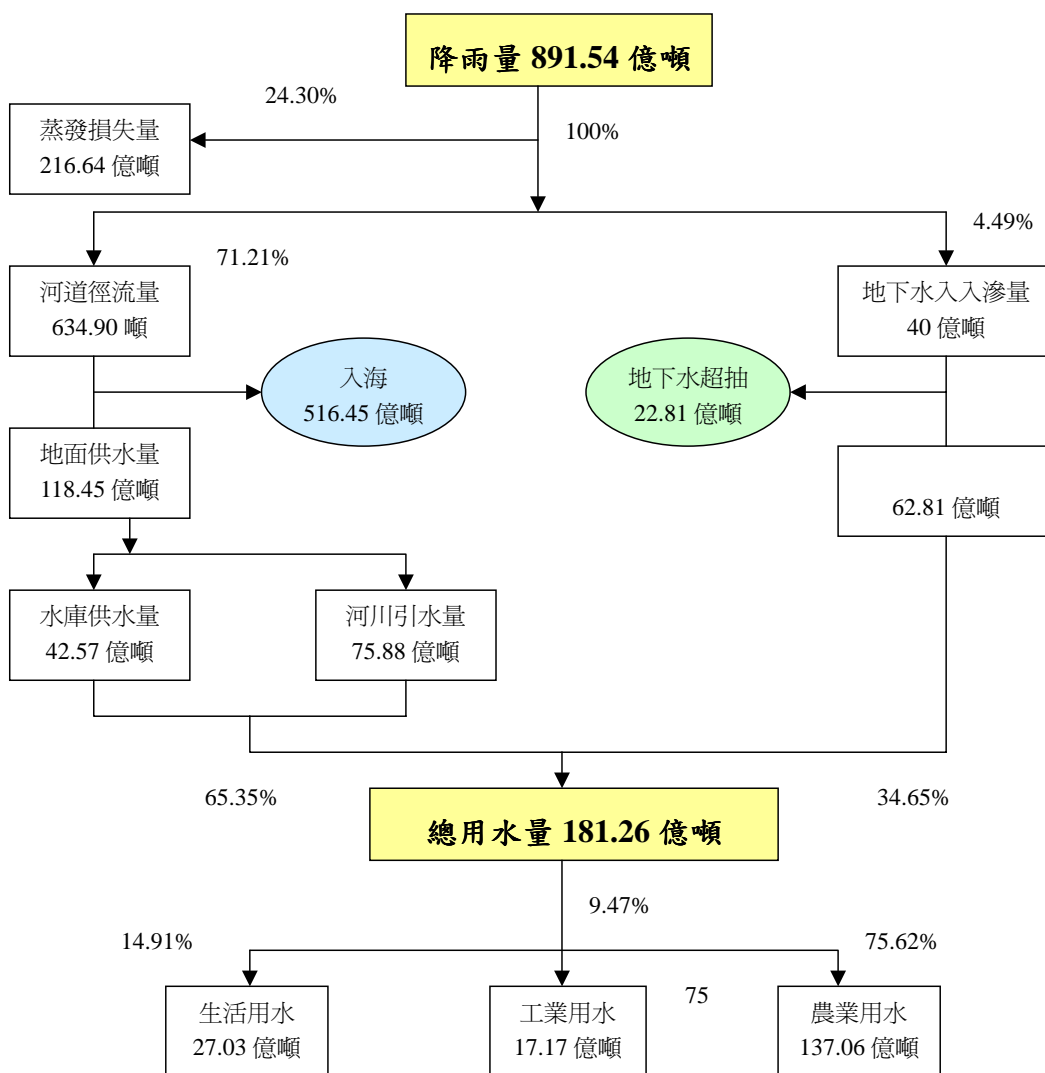 降雨量 891.54 億噸
24.30%
100%
蒸發損失量
216.64 億噸
4.49%
71.21%
河道徑流量
634.90 噸
地下水入入滲量
40 億噸
入海
516.45 億噸
地下水超抽
22.81 億噸
地面供水量
118.45 億噸
62.81 億噸
水庫供水量
42.57 億噸
河川引水量
75.88 億噸
65.35%
34.65%
總用水量 181.26 億噸
9.47%
14.91%
75.62%
75
生活用水
27.03 億噸
工業用水
17.17 億噸
農業用水
137.06 億噸